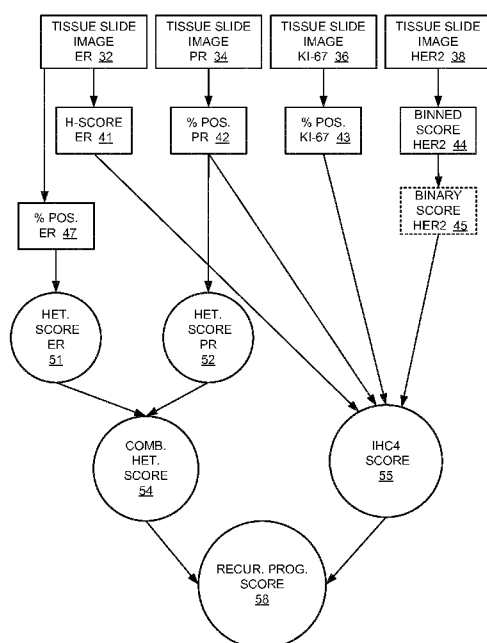 TISSUE SLIDE
IMAGE
ER 32
TISSUE SLIDE
IMAGE
PR 34
TISSUE SLIDE
IMAGE
KI-67 36
TISSUE SLIDE
IMAGE
HER2 38
H-SCORE
ER 41
% POS.
PR 42
% POS.
KI-67 43
BINNED
SCORE
HER2 44
% POS.
ER 47
BINARY
SCORE
HER2 45
HET.
SCORE
ER
51
HET.
SCORE
PR
52
COMB.
HET.
SCORE
54
IHC4
SCORE
55
RECUR. PROG.
SCORE
58